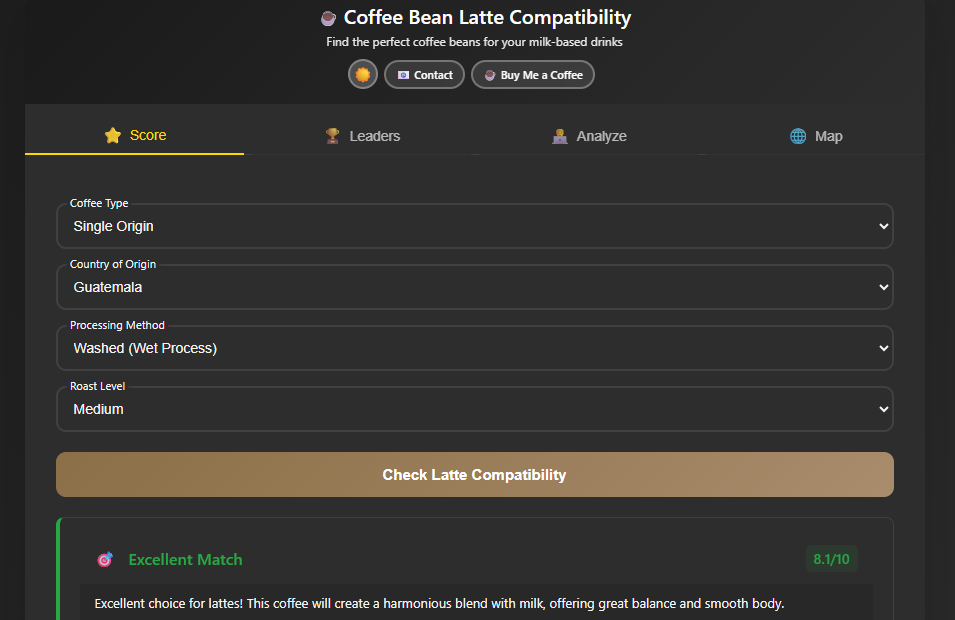 Coffee Bean Latte Compatibility
Find the perfect coffee beans for your milk-based drinks
Contact
Buy Me a Coffee
Score
Leaders
Analyze
Map
Coffee Type
Single Origin
Country of Origin
Guatemala
Processing Method
Washed (Wet Process)
Roast Level
Medium
Check Latte Compatibility
Excellent Match
8.1/10
Excellent choice for lattes! This coffee will create a harmonious blend with milk, offering great balance and smooth body.